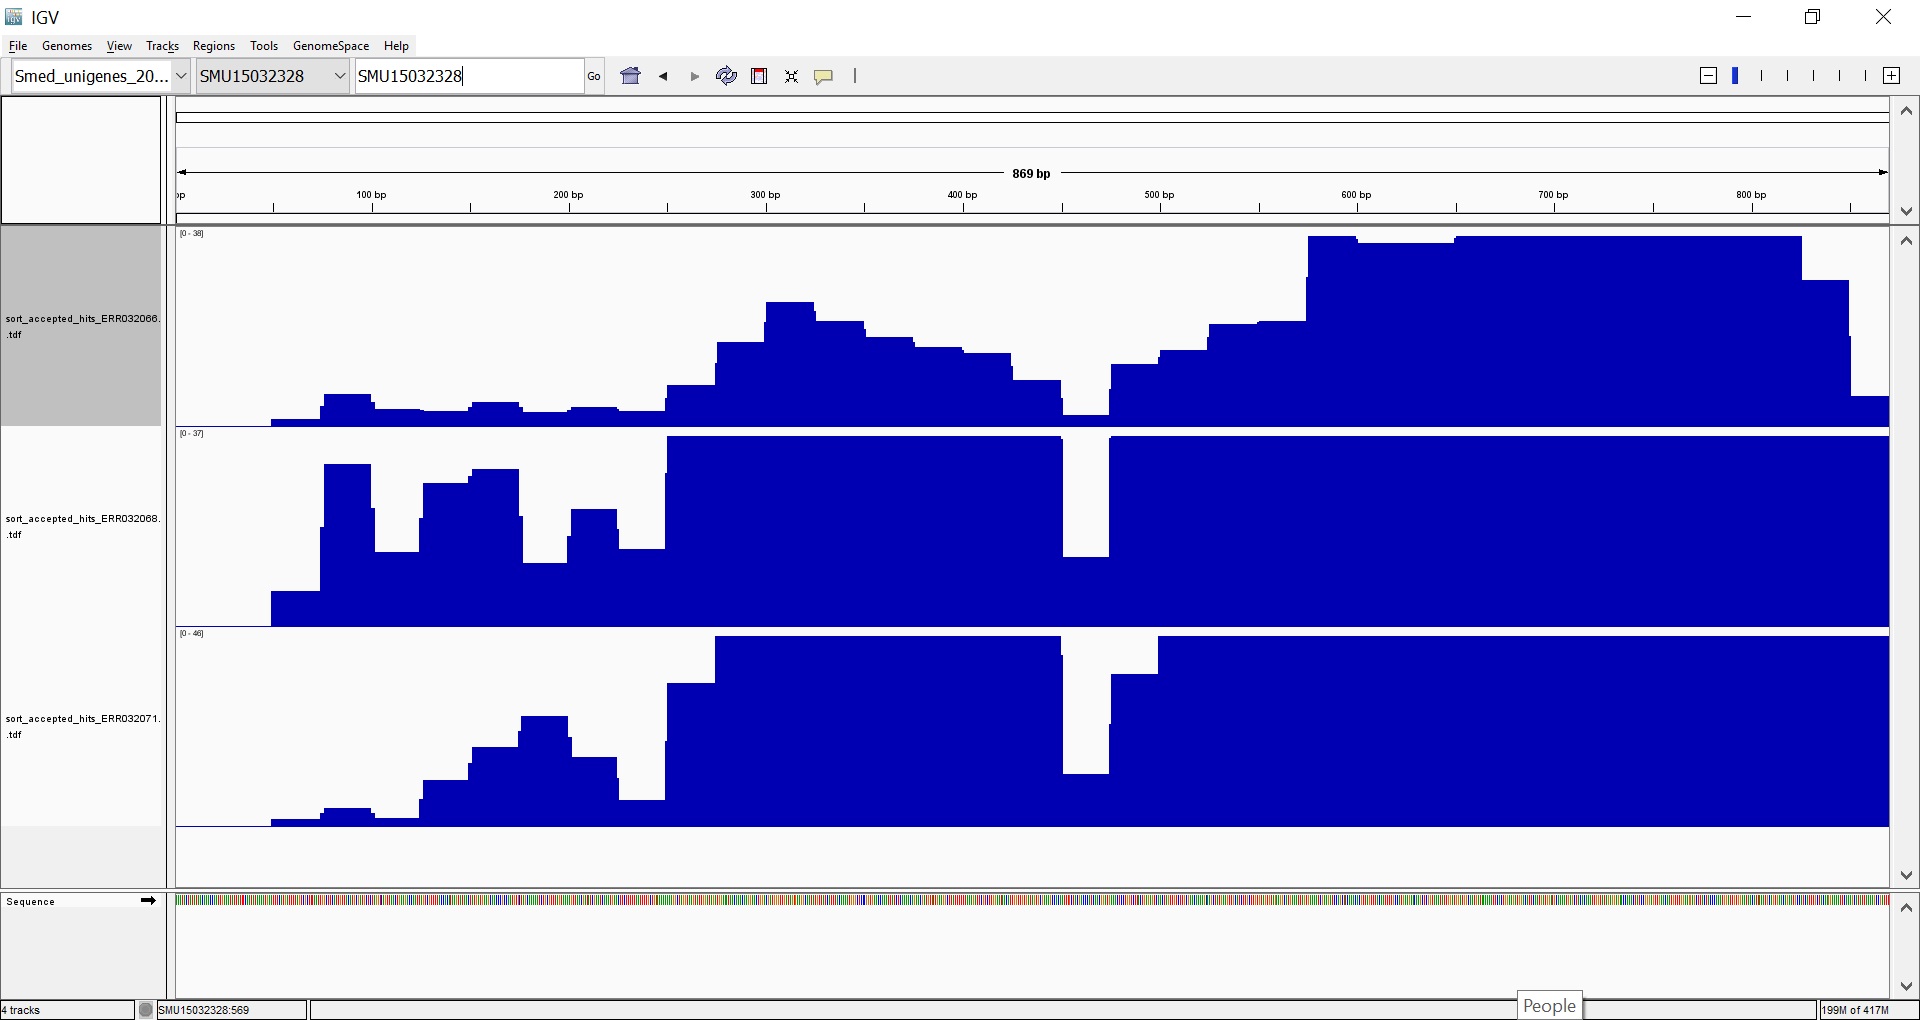 IGV
File Genomes View Tracks Regions Tools GenomeSpace Help
Smed_unigenes_20... SMU15032328 SMU15032328 Go
869 bp
100 bp 200 bp 300 bp 400 bp 500 bp 600 bp 700 bp 800 bp
[0 - 38]
sort_accepted_hits_ERR032066.
.tdf
[0 - 37]
sort_accepted_hits_ERR032068.
.tdf
[0 - 46]
sort_accepted_hits_ERR032071.
.tdf
Sequence
People
4 tracks SMU15032328:569 199M of 417M